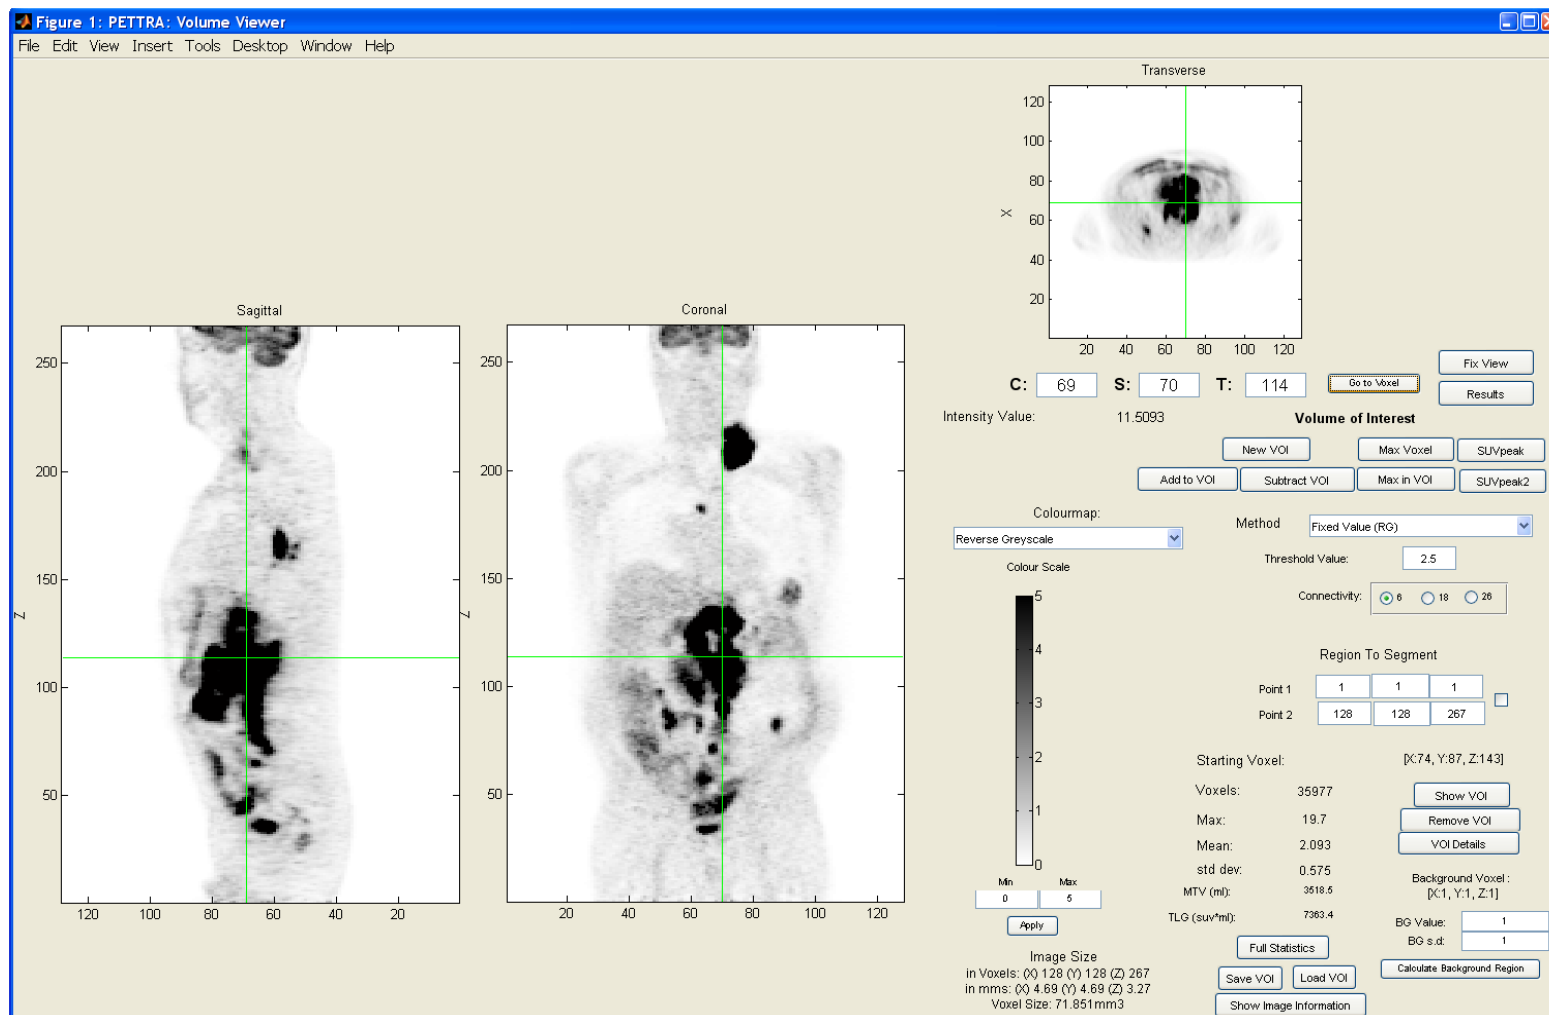 Figure 1: PETTRA: Volume Viewer
File Edit View Insert Tools Desktop Window Help
Transverse
120
100
80
60
40
20
X
20 40 60 80 100 120
Sagittal
250
200
150
100
50
Z
120 100 80 60 40 20
Coronal
250
200
150
100
50
Z
20 40 60 80 100 120
C: 69 S: 70 T: 114 Go to Voxel
Fix View
Results
Intensity Value: 11.5093
Volume of Interest
New VOI Max Voxel SUVpeak
Add to VOI Subtract VOI Max in VOI SUVpeak2
Colourmap:
Reverse Greyscale
Method Fixed Value (RG)
Threshold Value: 2.5
Connectivity: 6 18 26
Colour Scale
5
4
3
2
1
0
Min Max
0 5
Apply
Region To Segment
Point 1 1 1 1
Point 2 128 128 267
Starting Voxel: [X:74, Y:87, Z:143]
Voxels: 35977
Max: 19.7
Mean: 2.093
std dev: 0.575
MTV (ml): 3518.5
TLG (suv*ml): 7363.4
Show VOI
Remove VOI
VOI Details
Background Voxel :
[X:1, Y:1, Z:1]
BG Value: 1
BG s.d: 1
Calculate Background Region
Full Statistics
Save VOI Load VOI
Show Image Information
Image Size
in Voxels: (X) 128 (Y) 128 (Z) 267
in mms: (X) 4.69 (Y) 4.69 (Z) 3.27
Voxel Size: 71.851mm3